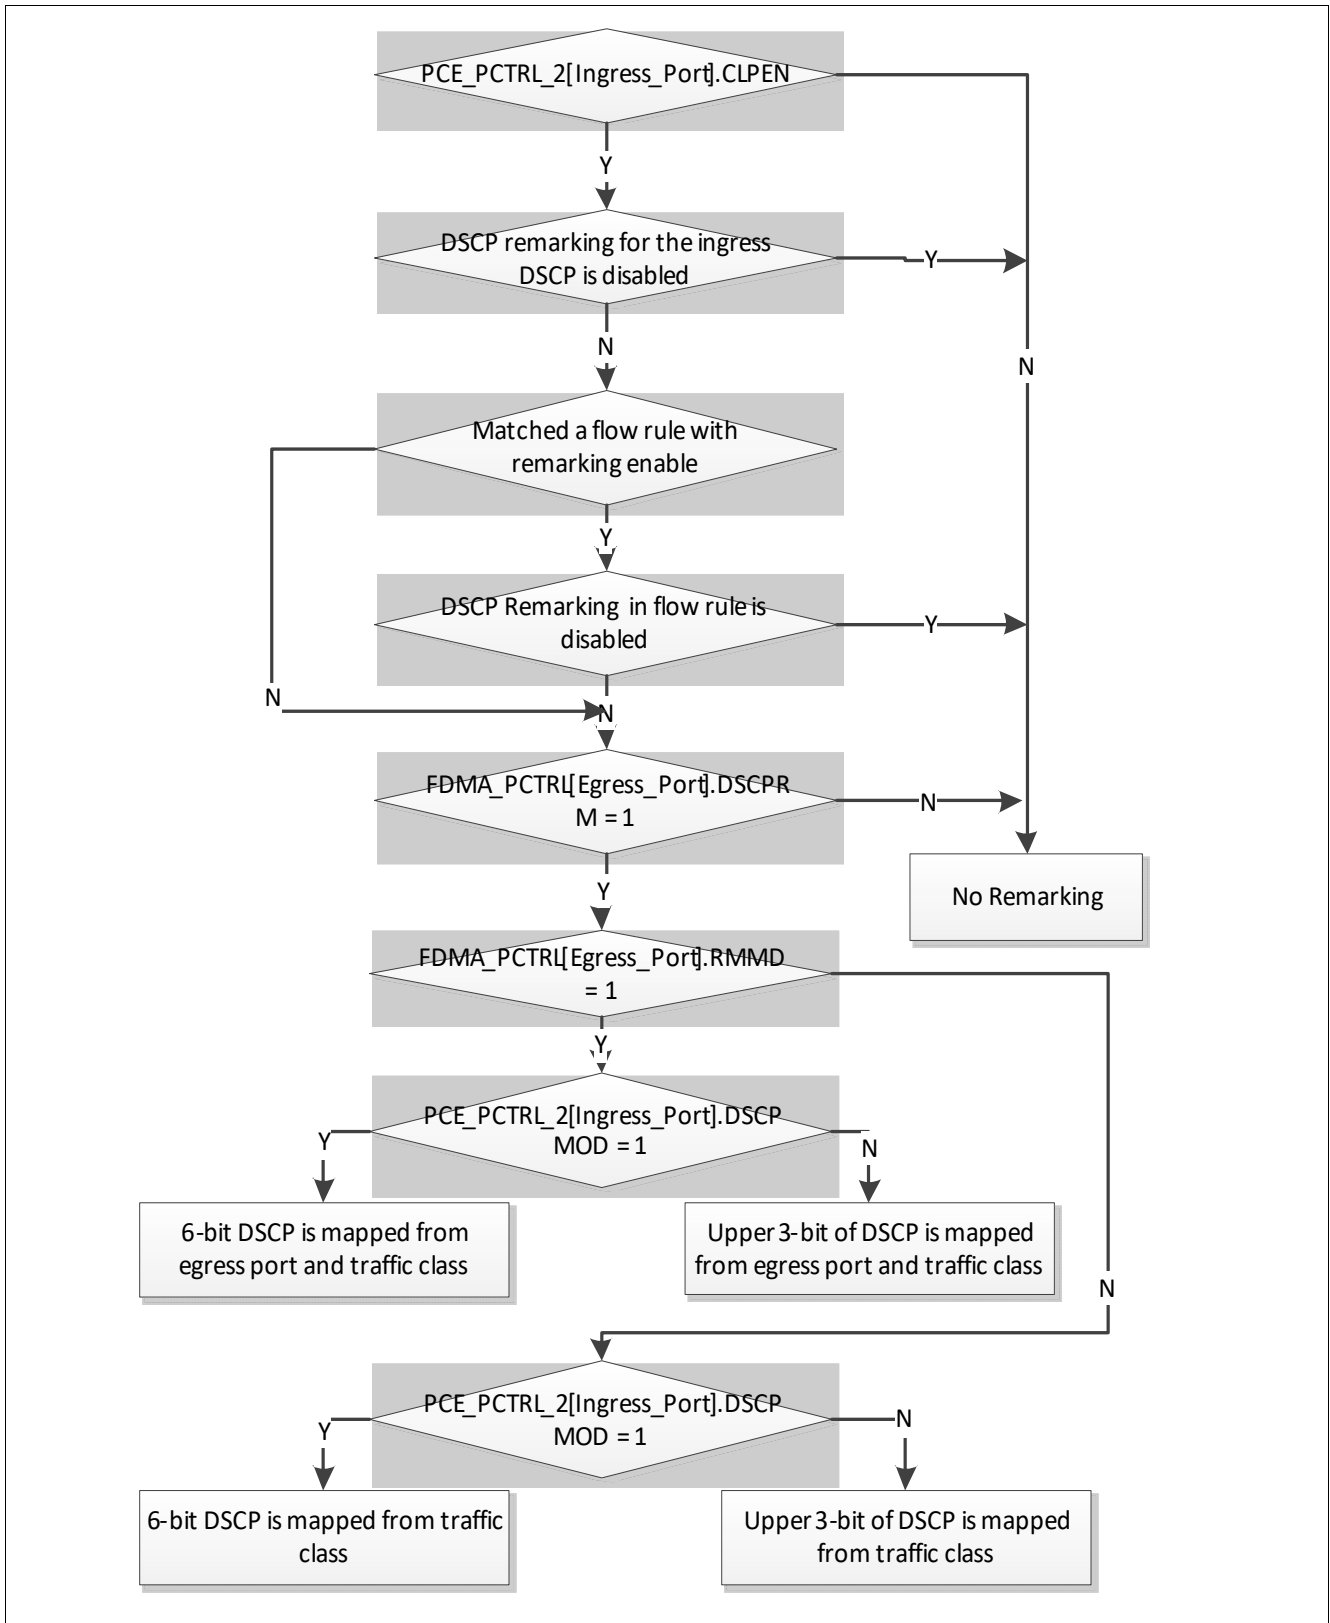 PCE_PCTRL_2[Ingress_Port].CLPEN
Y
DSCP remarking for the ingress
DSCP is disabled
Y
N
N
Matched a flow rule with
remarking enable
Y
DSCP Remarking in flow rule is
disabled
Y
N
N
FDMA_PCTRL[Egress_Port].DSCPR
M = 1
N
Y
No Remarking
FDMA_PCTRL[Egress_Port].RMMD
= 1
Y
PCE_PCTRL_2[Ingress_Port].DSCP
MOD = 1
Y
N
6-bit DSCP is mapped from
egress port and traffic class
Upper 3-bit of DSCP is mapped
from egress port and traffic class
N
PCE_PCTRL_2[Ingress_Port].DSCP
MOD = 1
Y
N
6-bit DSCP is mapped from traffic
class
Upper 3-bit of DSCP is mapped
from traffic class